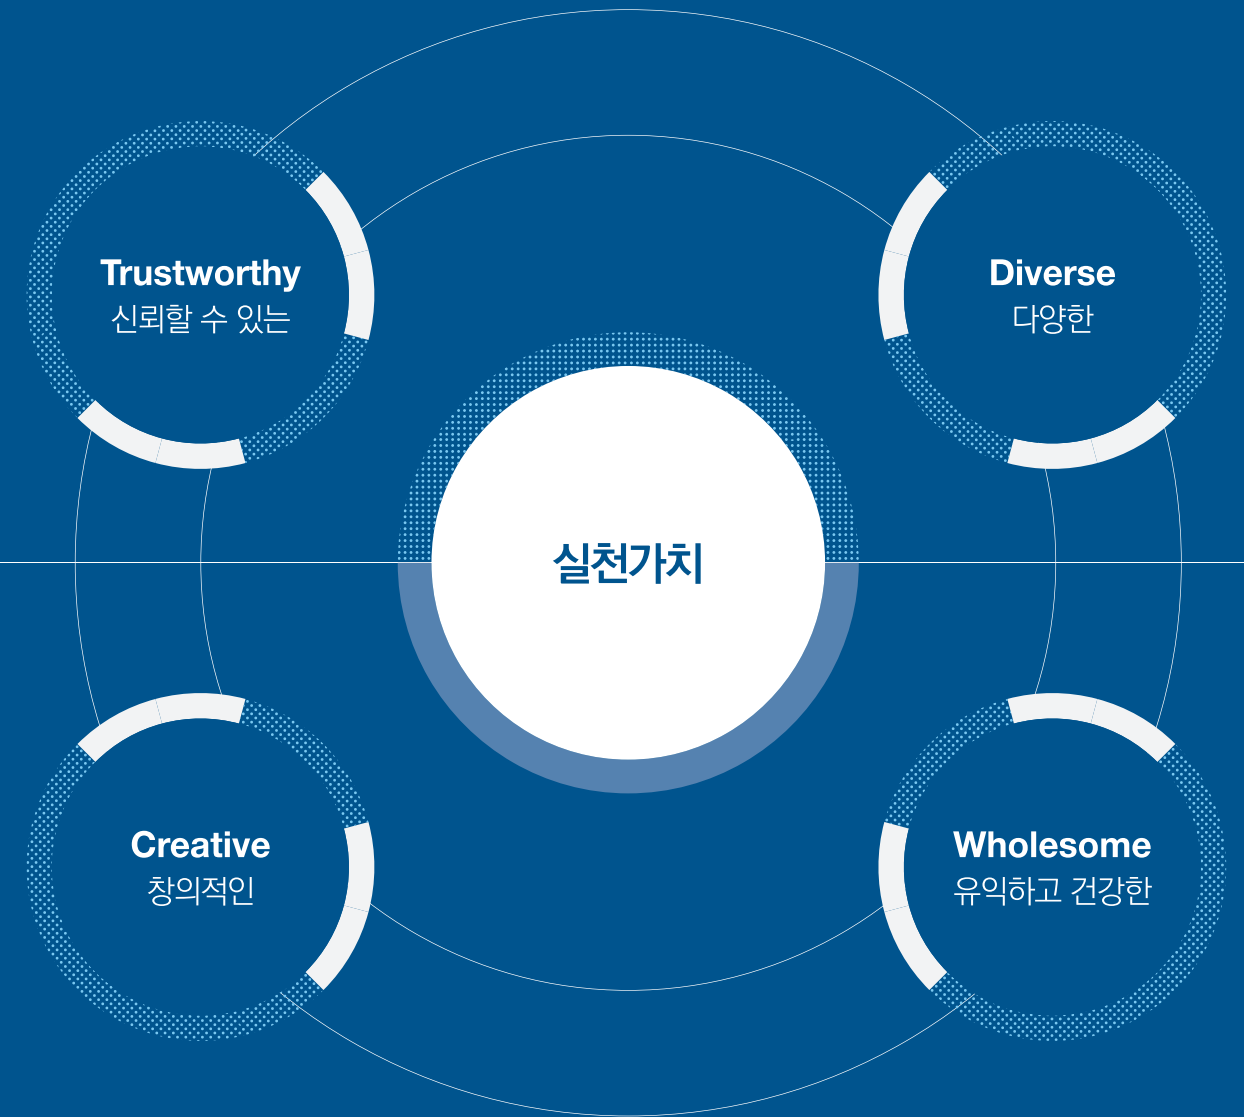 Trustworthy
신뢰할 수 있는
Diverse
다양한
실천가치
Creative
창의적인
Wholesome
유익하고 건강한